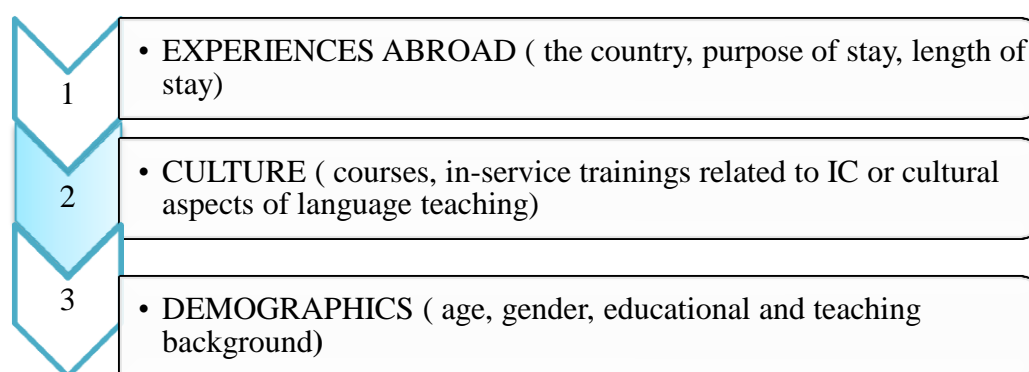 1
• EXPERIENCES ABROAD ( the country, purpose of stay, length of
stay)
2
• CULTURE ( courses, in-service trainings related to IC or cultural
aspects of language teaching)
3
• DEMOGRAPHICS ( age, gender, educational and teaching
background)